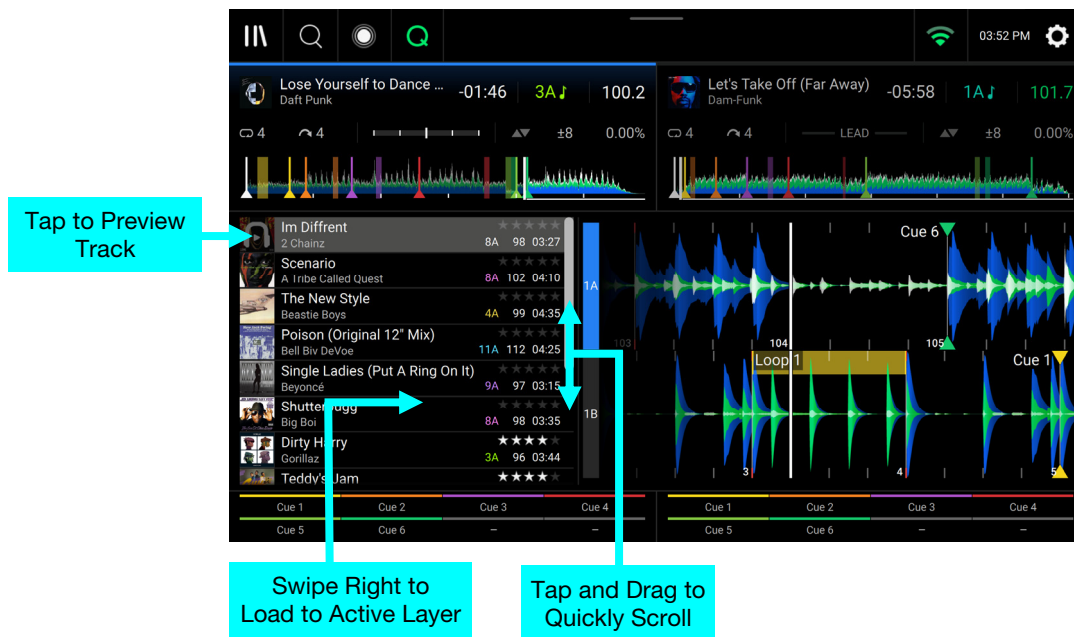 03:52 PM
Lose Yourself to Dance ...
Daft Punk
-01:46
3A
100.2
Let's Take Off (Far Away)
Dam-Funk
-05:58
1A
101.7
4
4
±8
0.00%
4
4
LEAD
±8
0.00%
Tap to Preview
Track
Im Diffrent
2 Chainz
8A 98 03:27
Scenario
A Tribe Called Quest
8A 102 04:10
The New Style
Beastie Boys
4A 99 04:35
Poison (Original 12" Mix)
Bell Biv DeVoe
11A 112 04:25
Single Ladies (Put A Ring On It)
Beyoncé
9A 97 03:15
Shutterbugg
Big Boi
8A 98 03:35
Dirty Harry
Gorillaz
3A 96 03:44
Teddy's Jam
1A
1B
Cue 6
103
104
105
Loop 1
Cue 1
3
4
5
Cue 1
Cue 2
Cue 3
Cue 4
Cue 5
Cue 6
–
–
Cue 1
Cue 2
Cue 3
Cue 4
Cue 5
Cue 6
–
–
Swipe Right to
Load to Active Layer
Tap and Drag to
Quickly Scroll